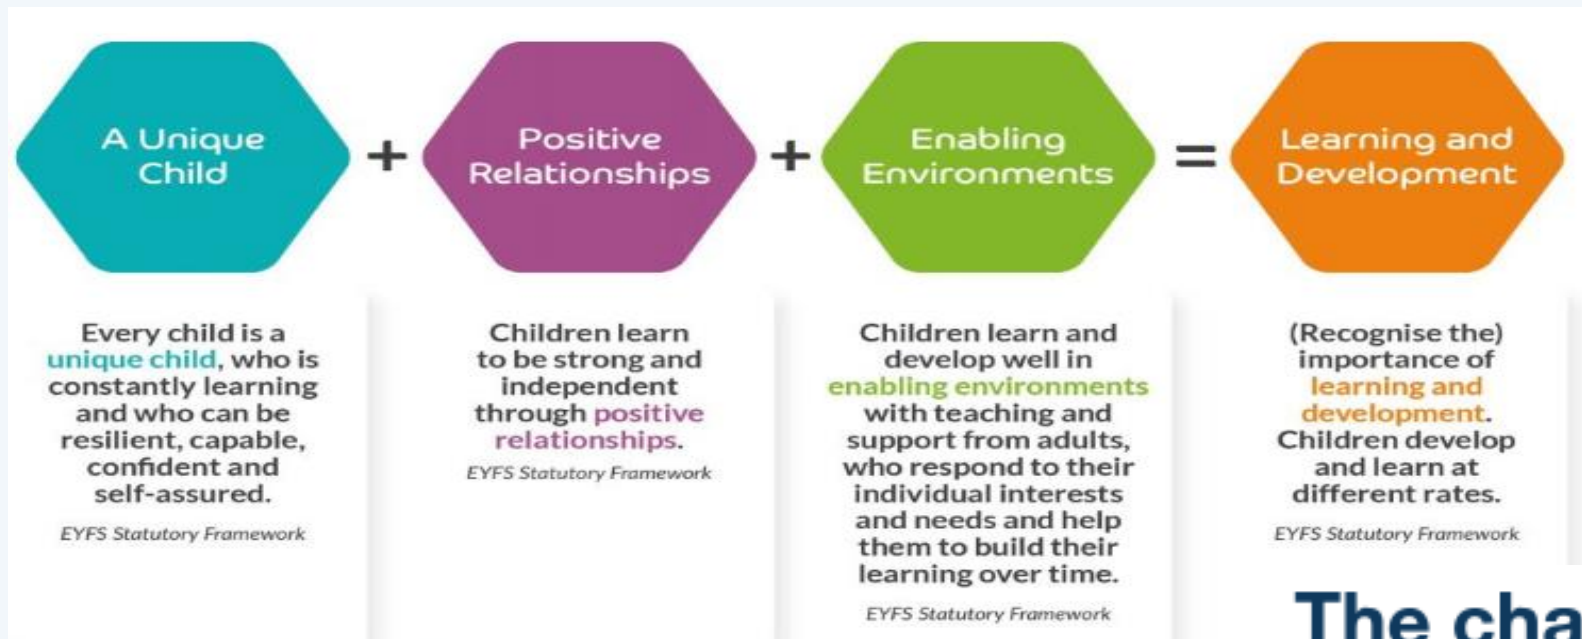 A Unique
Child
+
Positive
Relationships
+
Enabling
Environments
=
Learning and
Development
Every child is a
unique child, who is
constantly learning
and who can be
resilient, capable,
confident and
self-assured.
EYFS Statutory Framework
Children learn
to be strong and
independent
through positive
relationships.
EYFS Statutory Framework
Children learn and
develop well in
enabling environments
with teaching and
support from adults,
who respond to their
individual interests
and needs and help
them to build their
learning over time.
EYFS Statutory Framework
(Recognise the)
importance of
learning and
development.
Children develop
and learn at
different rates.
EYFS Statutory Framework
The cha